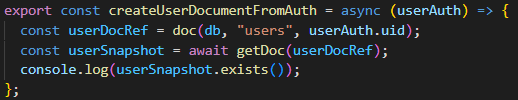 export const createUserDocumentFromAuth = async (userAuth) => {
  const userDocRef = doc(db, "users", userAuth.uid);
  const userSnapshot = await getDoc(userDocRef);
  console.log(userSnapshot.exists());
};